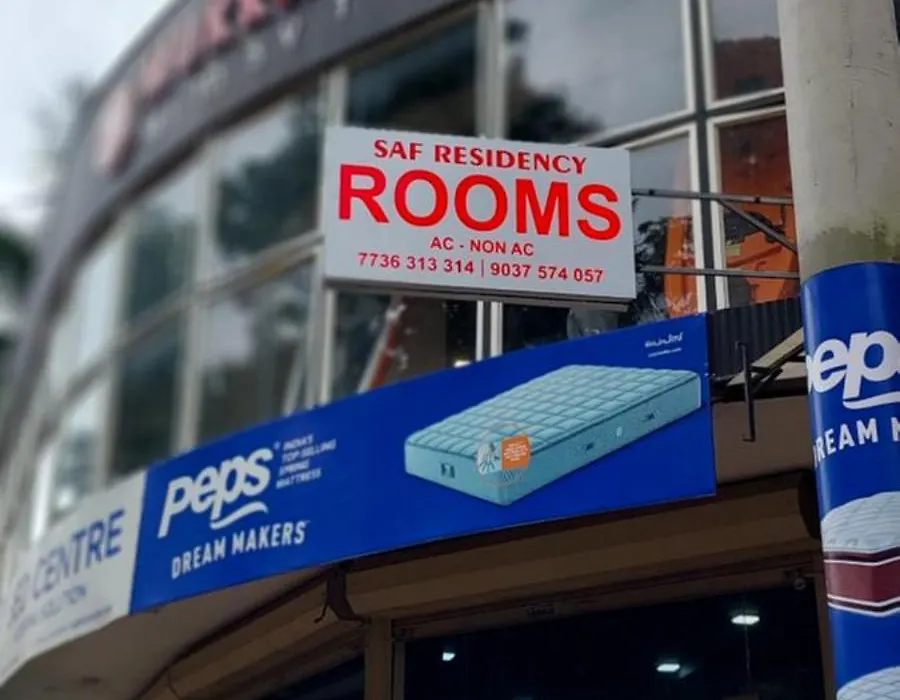 SAF RESIDENCY
ROOMS
AC - NON AC
7736 313 314 | 9037 574 057
peps
INDIA'S
TOP-SELLING
SPRING
MATTRESS
DREAM MAKERS
CENTRE
peps
DREAM M